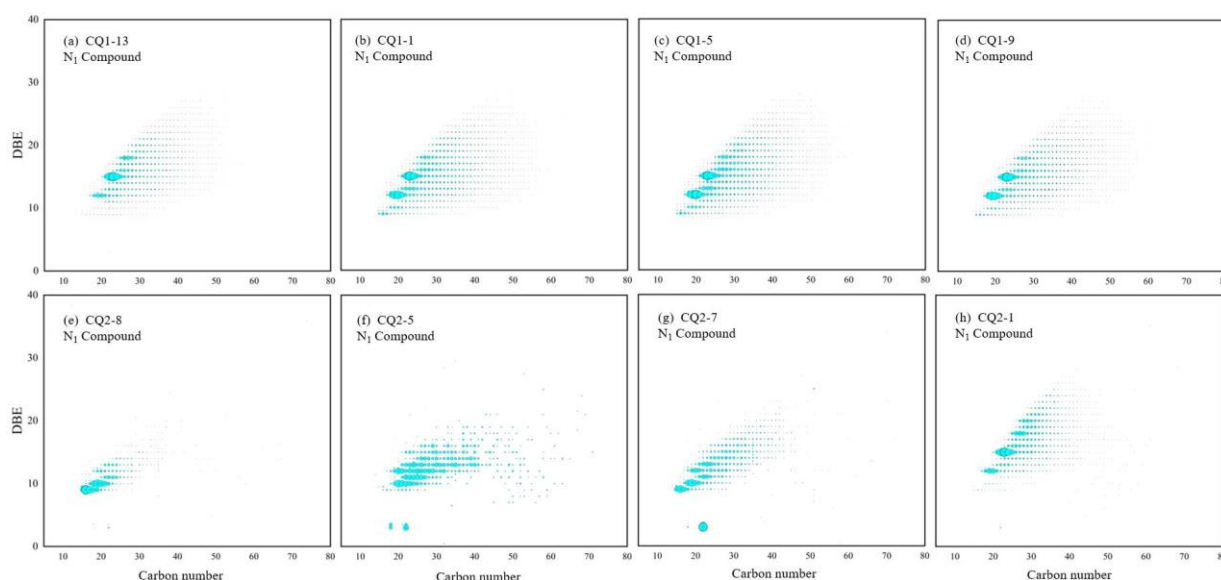 40
(a) CQ1-13
N₁ Compound
(b) CQ1-1
N₁ Compound
(c) CQ1-5
N₁ Compound
(d) CQ1-9
N₁ Compound
30
DBE
20
10
0
10 20 30 40 50 60 70 80
10 20 30 40 50 60 70 80
10 20 30 40 50 60 70 80
10 20 30 40 50 60 70 80
40
(e) CQ2-8
N₁ Compound
(f) CQ2-5
N₁ Compound
(g) CQ2-7
N₁ Compound
(h) CQ2-1
N₁ Compound
30
DBE
20
10
0
10 20 30 40 50 60 70 80
10 20 30 40 50 60 70 80
10 20 30 40 50 60 70 80
10 20 30 40 50 60 70 80
Carbon number
Carbon number
Carbon number
Carbon number